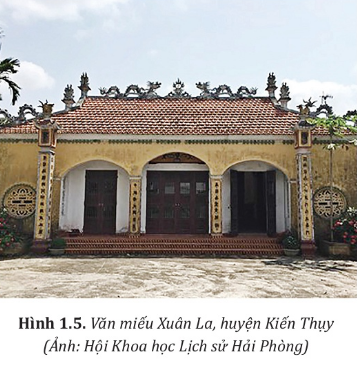 Hình 1.5. Văn miếu Xuân La, huyện Kiến Thụy
(Ảnh: Hội Khoa học Lịch sử Hải Phòng)